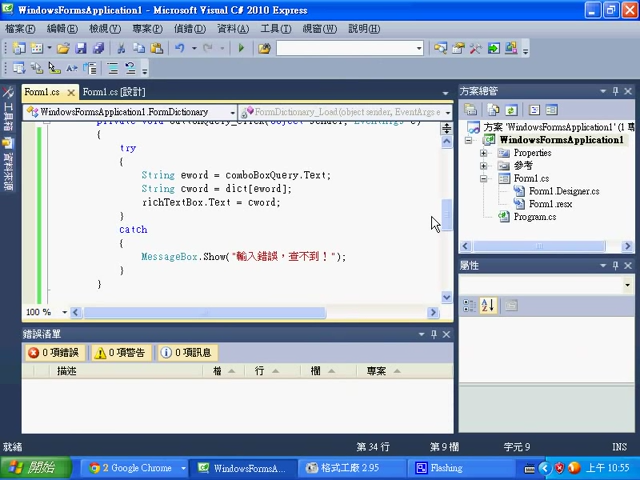 WindowsFormsApplication1 - Microsoft Visual C# 2010 Express
檔案(F) 編輯(E) 檢視(V) 專案(P) 偵錯(D) 資料(A) 工具(T) 視窗(W) 說明(H)
Form1.cs Form1.cs [設計]
WindowsFormsApplication1.FormDictionary FormDictionary_Load(object sender, EventArgs e
工具箱
資料來源
{
try
{
String eword = comboBoxQuery.Text;
String cword = dict[eword];
richTextBox.Text = cword;
}
catch
{
MessageBox.Show("輸入錯誤，查不到！");
}
}
100 %
方案總管
方案 'WindowsFormsApplication1' (1 專
WindowsFormsApplication1
Properties
參考
Form1.cs
Form1.Designer.cs
Form1.resx
Program.cs
屬性
錯誤清單
0 項錯誤 0 項警告 0 項訊息
描述 檔 行 欄 專案
就緒 第 34 行 第 9 欄 字元 9 INS
開始 2 Google Chrome WindowsFormsA... 格式工廠 2.95 Flashing 上午 10:55